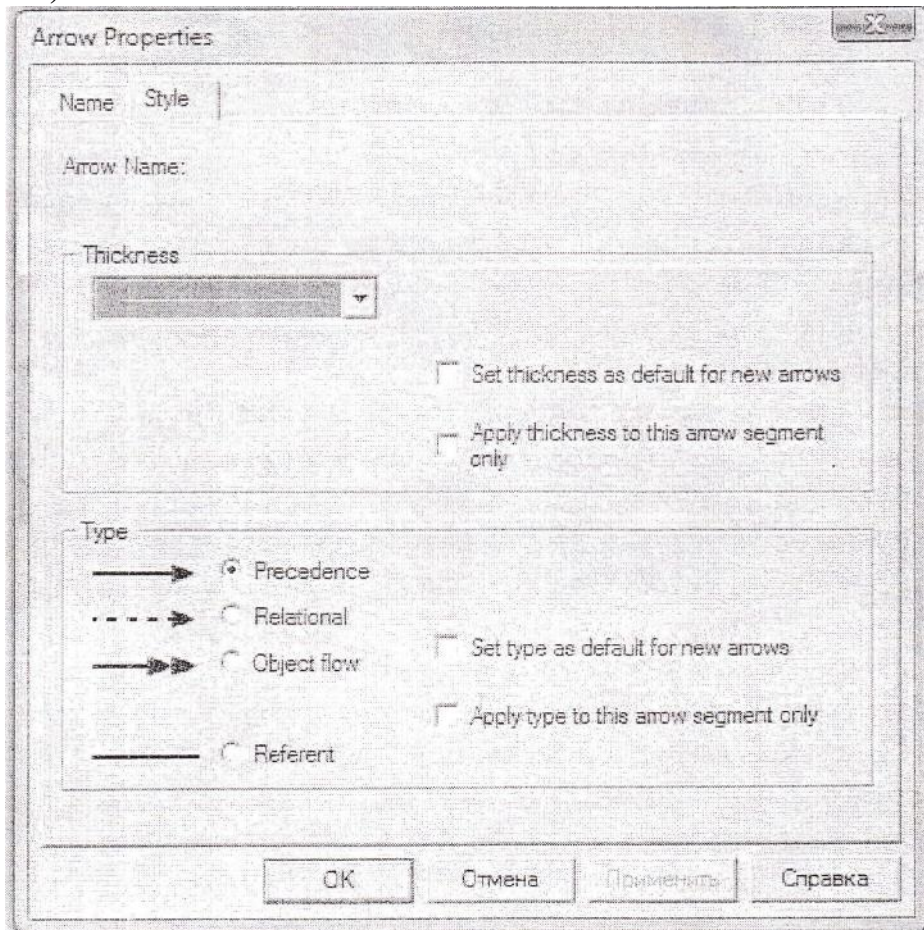 )
Arrow Properties
Name Style
Arrow Name:
Thickness
Set thickness as default for new arrows
Apply thickness to this arrow segment
only
Type
Precedence
Relational
Object flow
Set type as default for new arrows
Apply type to this arrow segment only
Referent
OK Отмена Применить Справка